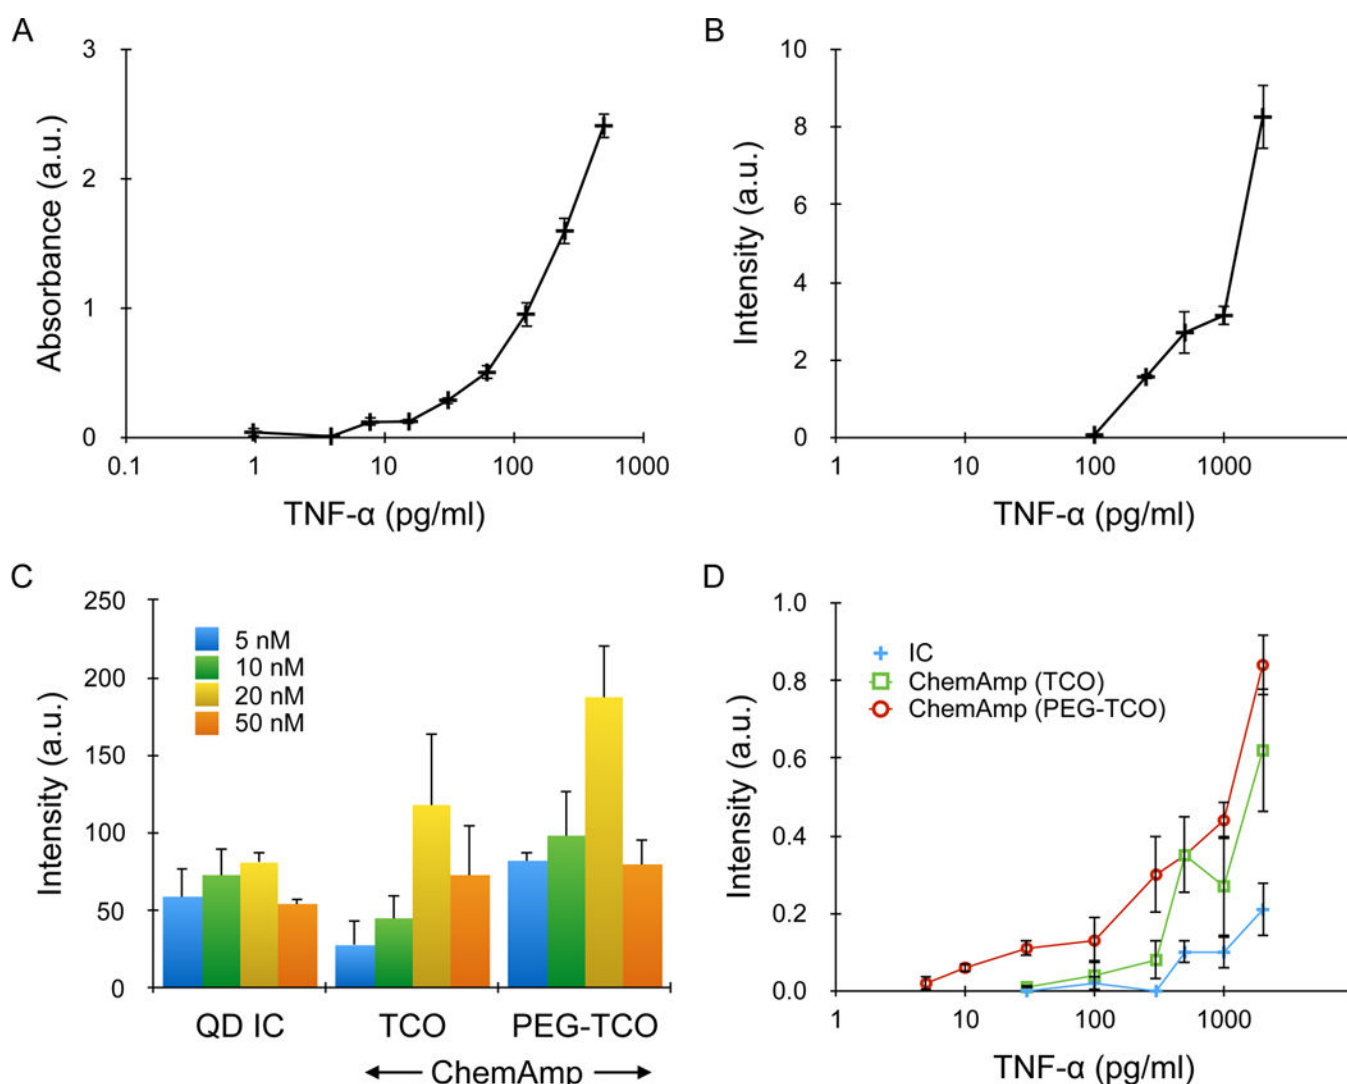 A
3
2
1
0
0.1
1
10
100
1000
Absorbance (a.u.)
TNF-α (pg/ml)
B
10
8
6
4
2
0
1
10
100
1000
Intensity (a.u.)
TNF-α (pg/ml)
C
250
200
150
100
50
0
Intensity (a.u.)
5 nM
10 nM
20 nM
50 nM
QD IC
TCO
PEG-TCO
ChemAmp
D
1.0
0.8
0.6
0.4
0.2
0.0
1
10
100
1000
Intensity (a.u.)
IC
ChemAmp (TCO)
ChemAmp (PEG-TCO)
TNF-α (pg/ml)